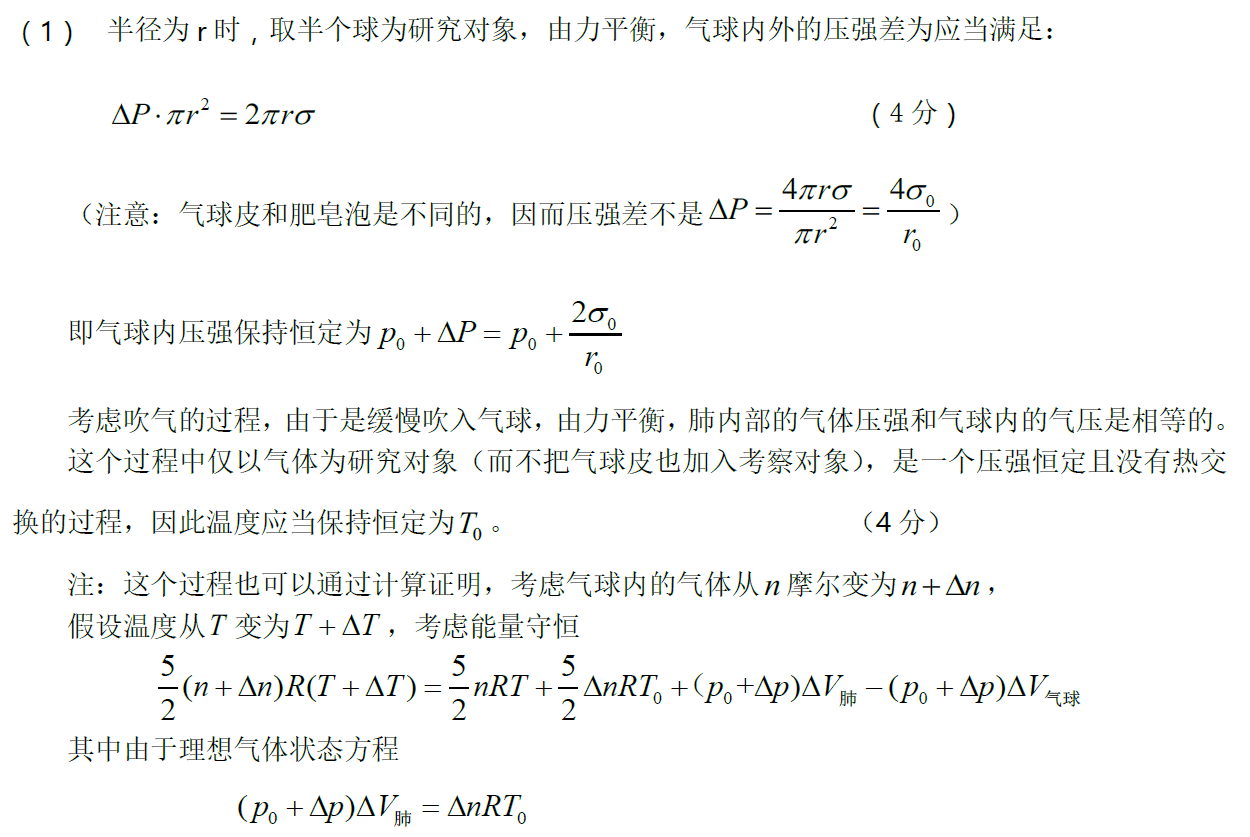 （1） 半径为 r 时，取半个球为研究对象，由力平衡，气球内外的压强差为应当满足：
ΔP·πr² = 2πrσ （4 分）
（注意：气球皮和肥皂泡是不同的，因而压强差不是 ΔP = 4πrσ/πr² = 4σ₀/r₀ ）
即气球内压强保持恒定为 p₀ + ΔP = p₀ + 2σ₀/r₀
考虑吹气的过程，由于是缓慢吹入气球，由力平衡，肺内部的气体压强和气球内的气压是相等的。
这个过程中仅以气体为研究对象（而不把气球皮也加入考察对象），是一个压强恒定且没有热交
换的过程，因此温度应当保持恒定为 T₀ 。 （4 分）
注：这个过程也可以通过计算证明，考虑气球内的气体从 n 摩尔变为 n + Δn ，
假设温度从 T 变为 T + ΔT ，考虑能量守恒
5/2 (n + Δn)R(T + ΔT) = 5/2 nRT + 5/2 ΔnRT₀ +（p₀+Δp)ΔV肺 − (p₀ + Δp)ΔV气球
其中由于理想气体状态方程
(p₀ + Δp)ΔV肺 = ΔnRT₀